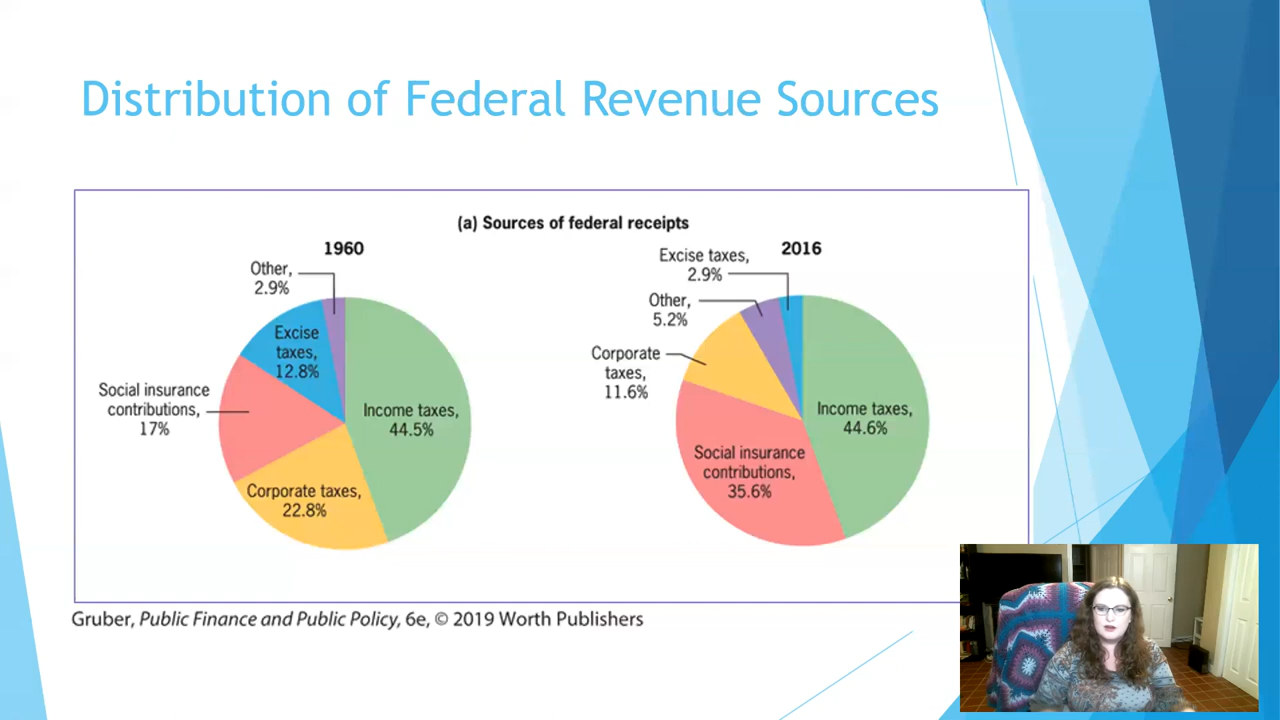 Distribution of Federal Revenue Sources
(a) Sources of federal receipts
1960
Other,
2.9%
Excise
taxes,
12.8%
Social insurance
contributions,
17%
Income taxes,
44.5%
Corporate taxes,
22.8%
2016
Excise taxes,
2.9%
Other,
5.2%
Corporate
taxes,
11.6%
Income taxes,
44.6%
Social insurance
contributions,
35.6%
Gruber, Public Finance and Public Policy, 6e, © 2019 Worth Publishers